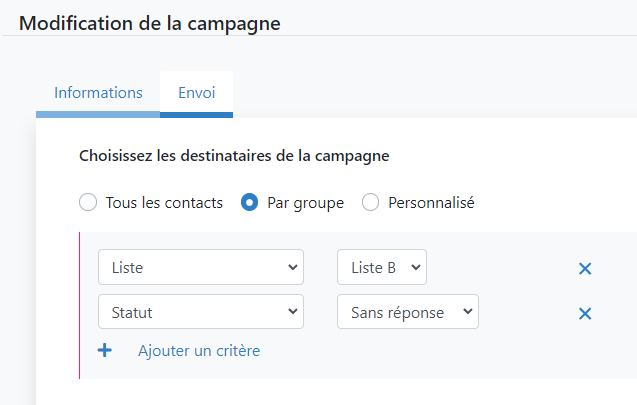 Modification de la campagne
Informations Envoi
Choisissez les destinataires de la campagne
Tous les contacts Par groupe Personnalisé
Liste Liste B
Statut Sans réponse
Ajouter un critère